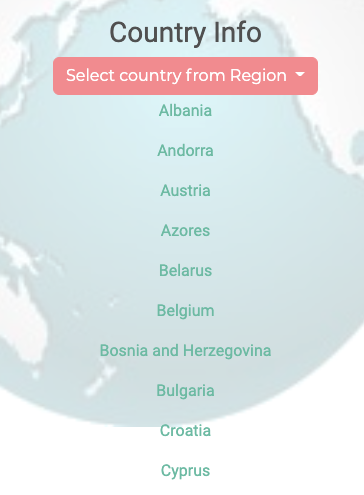 Country Info
Select country from Region
Albania
Andorra
Austria
Azores
Belarus
Belgium
Bosnia and Herzegovina
Bulgaria
Croatia
Cyprus